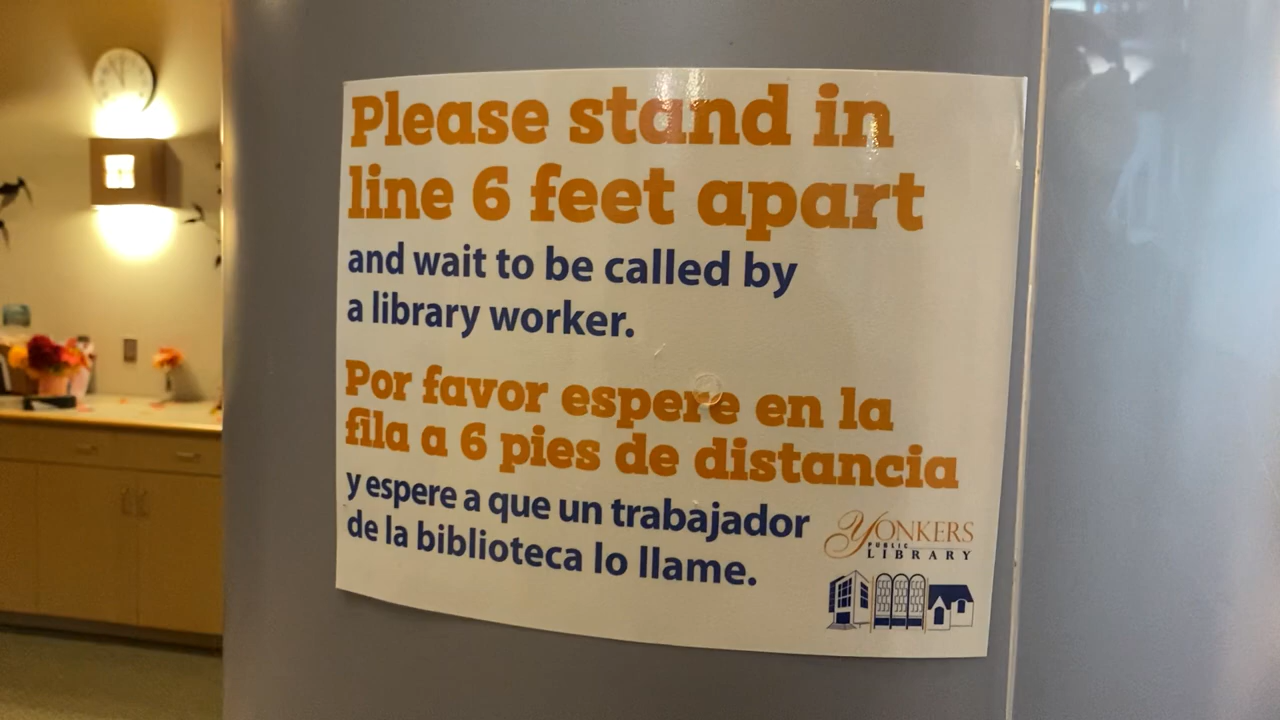 Please stand in
line 6 feet apart
and wait to be called by
a library worker.
Por favor espere en la
fila a 6 pies de distancia
y espere a que un trabajador
de la biblioteca lo llame.
YONKERS
PUBLIC
LIBRARY